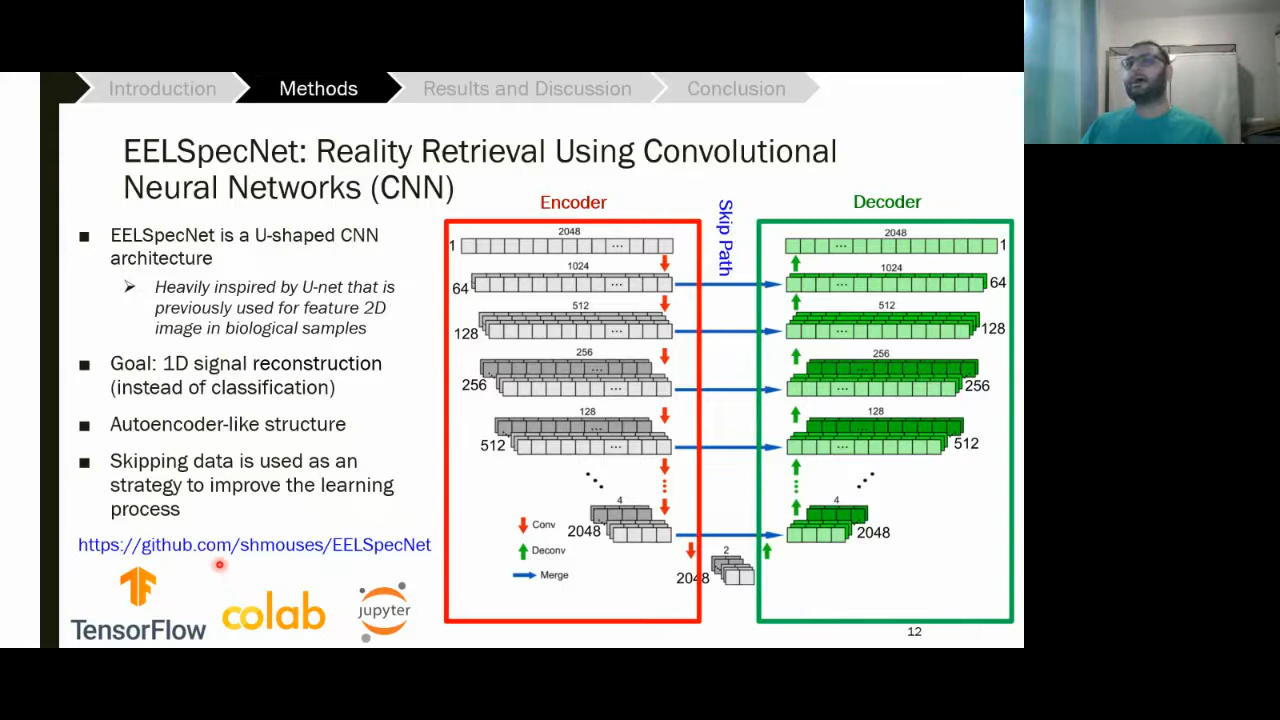 Introduction
Methods
Results and Discussion
Conclusion
EELSpecNet: Reality Retrieval Using Convolutional
Neural Networks (CNN)
EELSpecNet is a U-shaped CNN
architecture
Heavily inspired by U-net that is
previously used for feature 2D
image in biological samples
Goal: 1D signal reconstruction
(instead of classification)
Autoencoder-like structure
Skipping data is used as an
strategy to improve the learning
process
https://github.com/shmouses/EELSpecNet
TensorFlow
colab
jupyter
Encoder
Skip Path
Decoder
2048
1
...
1024
64
...
512
128
...
256
256
...
...
128
512
...
...
4
2048
2
2048
Conv
Deconv
Merge
2048
1
...
1024
64
...
512
128
...
256
256
...
...
128
512
...
...
4
2048
12